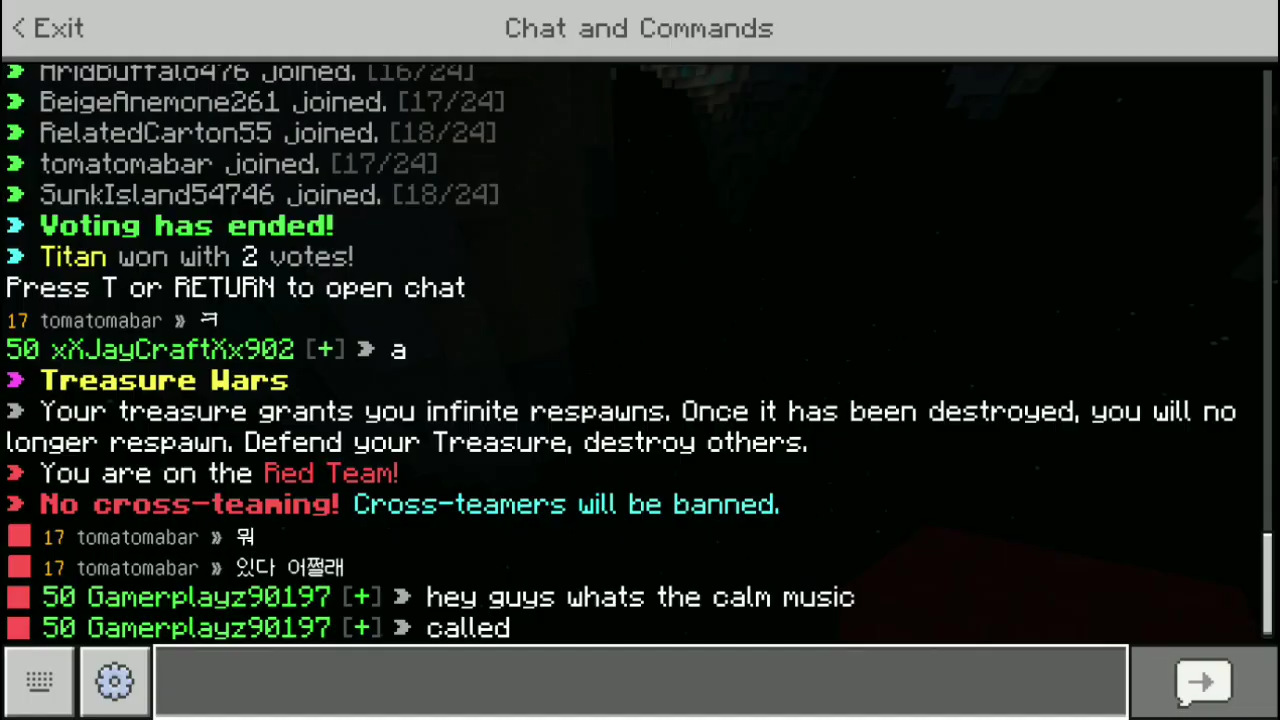 < Exit
Chat and Commands
AridBuffalo476 joined. [16/24]
BeigeAnemone261 joined. [17/24]
RelatedCarton55 joined. [18/24]
tomatomabar joined. [17/24]
SunkIsland54746 joined. [18/24]
Voting has ended!
Titan won with 2 votes!
Press T or RETURN to open chat
17 tomatomabar » ㅋ
50 xXJayCraftXx902 [+] » a
Treasure Wars
Your treasure grants you infinite respawns. Once it has been destroyed, you will no
longer respawn. Defend your Treasure, destroy others.
You are on the Red Team!
No cross-teaming! Cross-teamers will be banned.
17 tomatomabar » 뭐
17 tomatomabar » 있다 어쩔래
50 Gamerplayz90197 [+] » hey guys whats the calm music
50 Gamerplayz90197 [+] » called